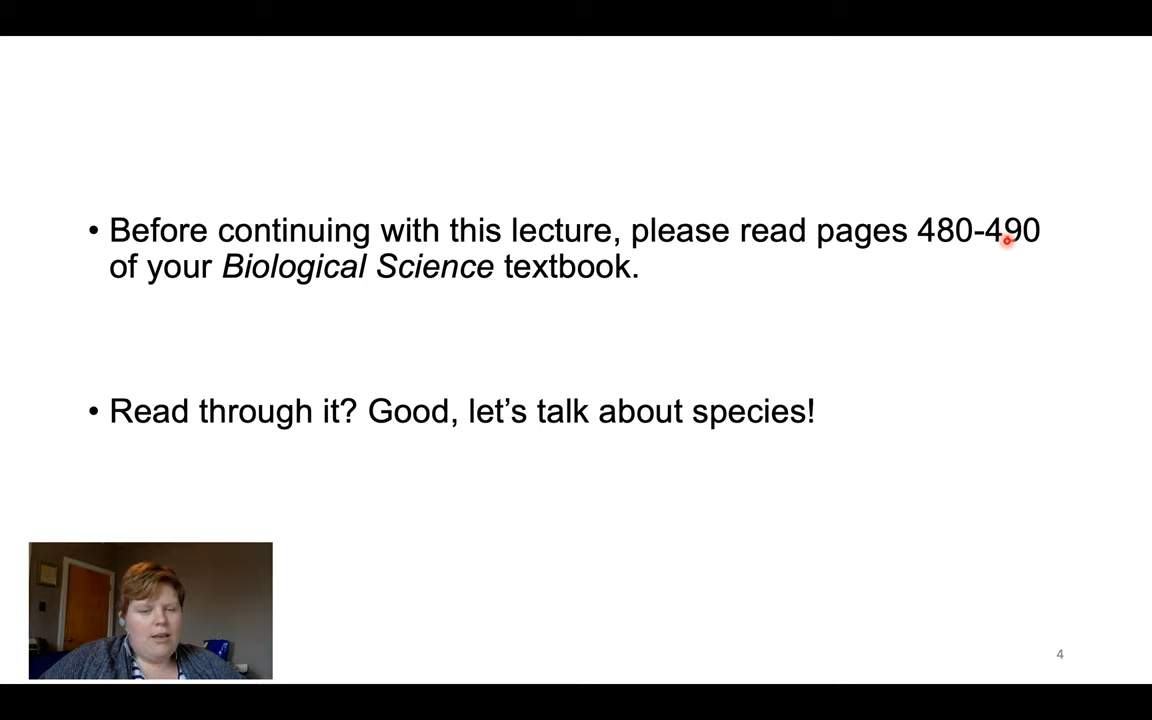 • Before continuing with this lecture, please read pages 480-490
of your Biological Science textbook.
• Read through it? Good, let’s talk about species!
4